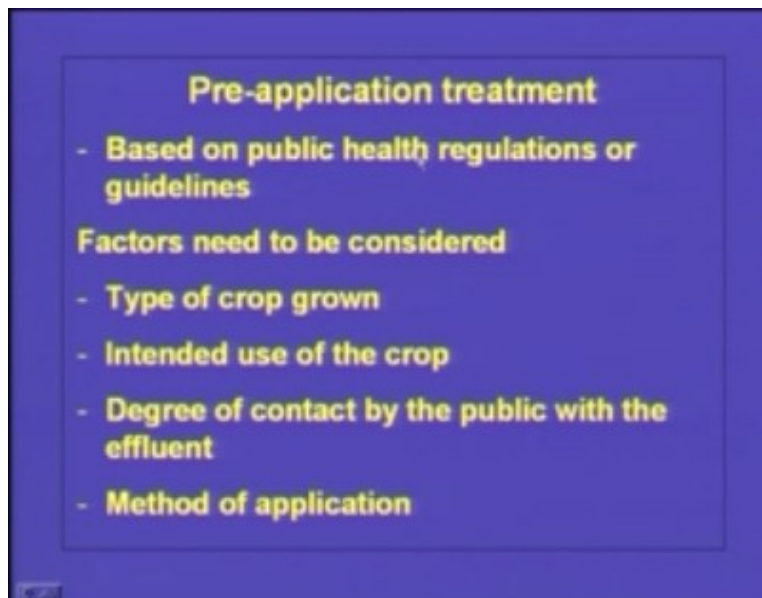 Pre-application treatment
- Based on public health regulations or
guidelines
Factors need to be considered
- Type of crop grown
- Intended use of the crop
- Degree of contact by the public with the
effluent
- Method of application